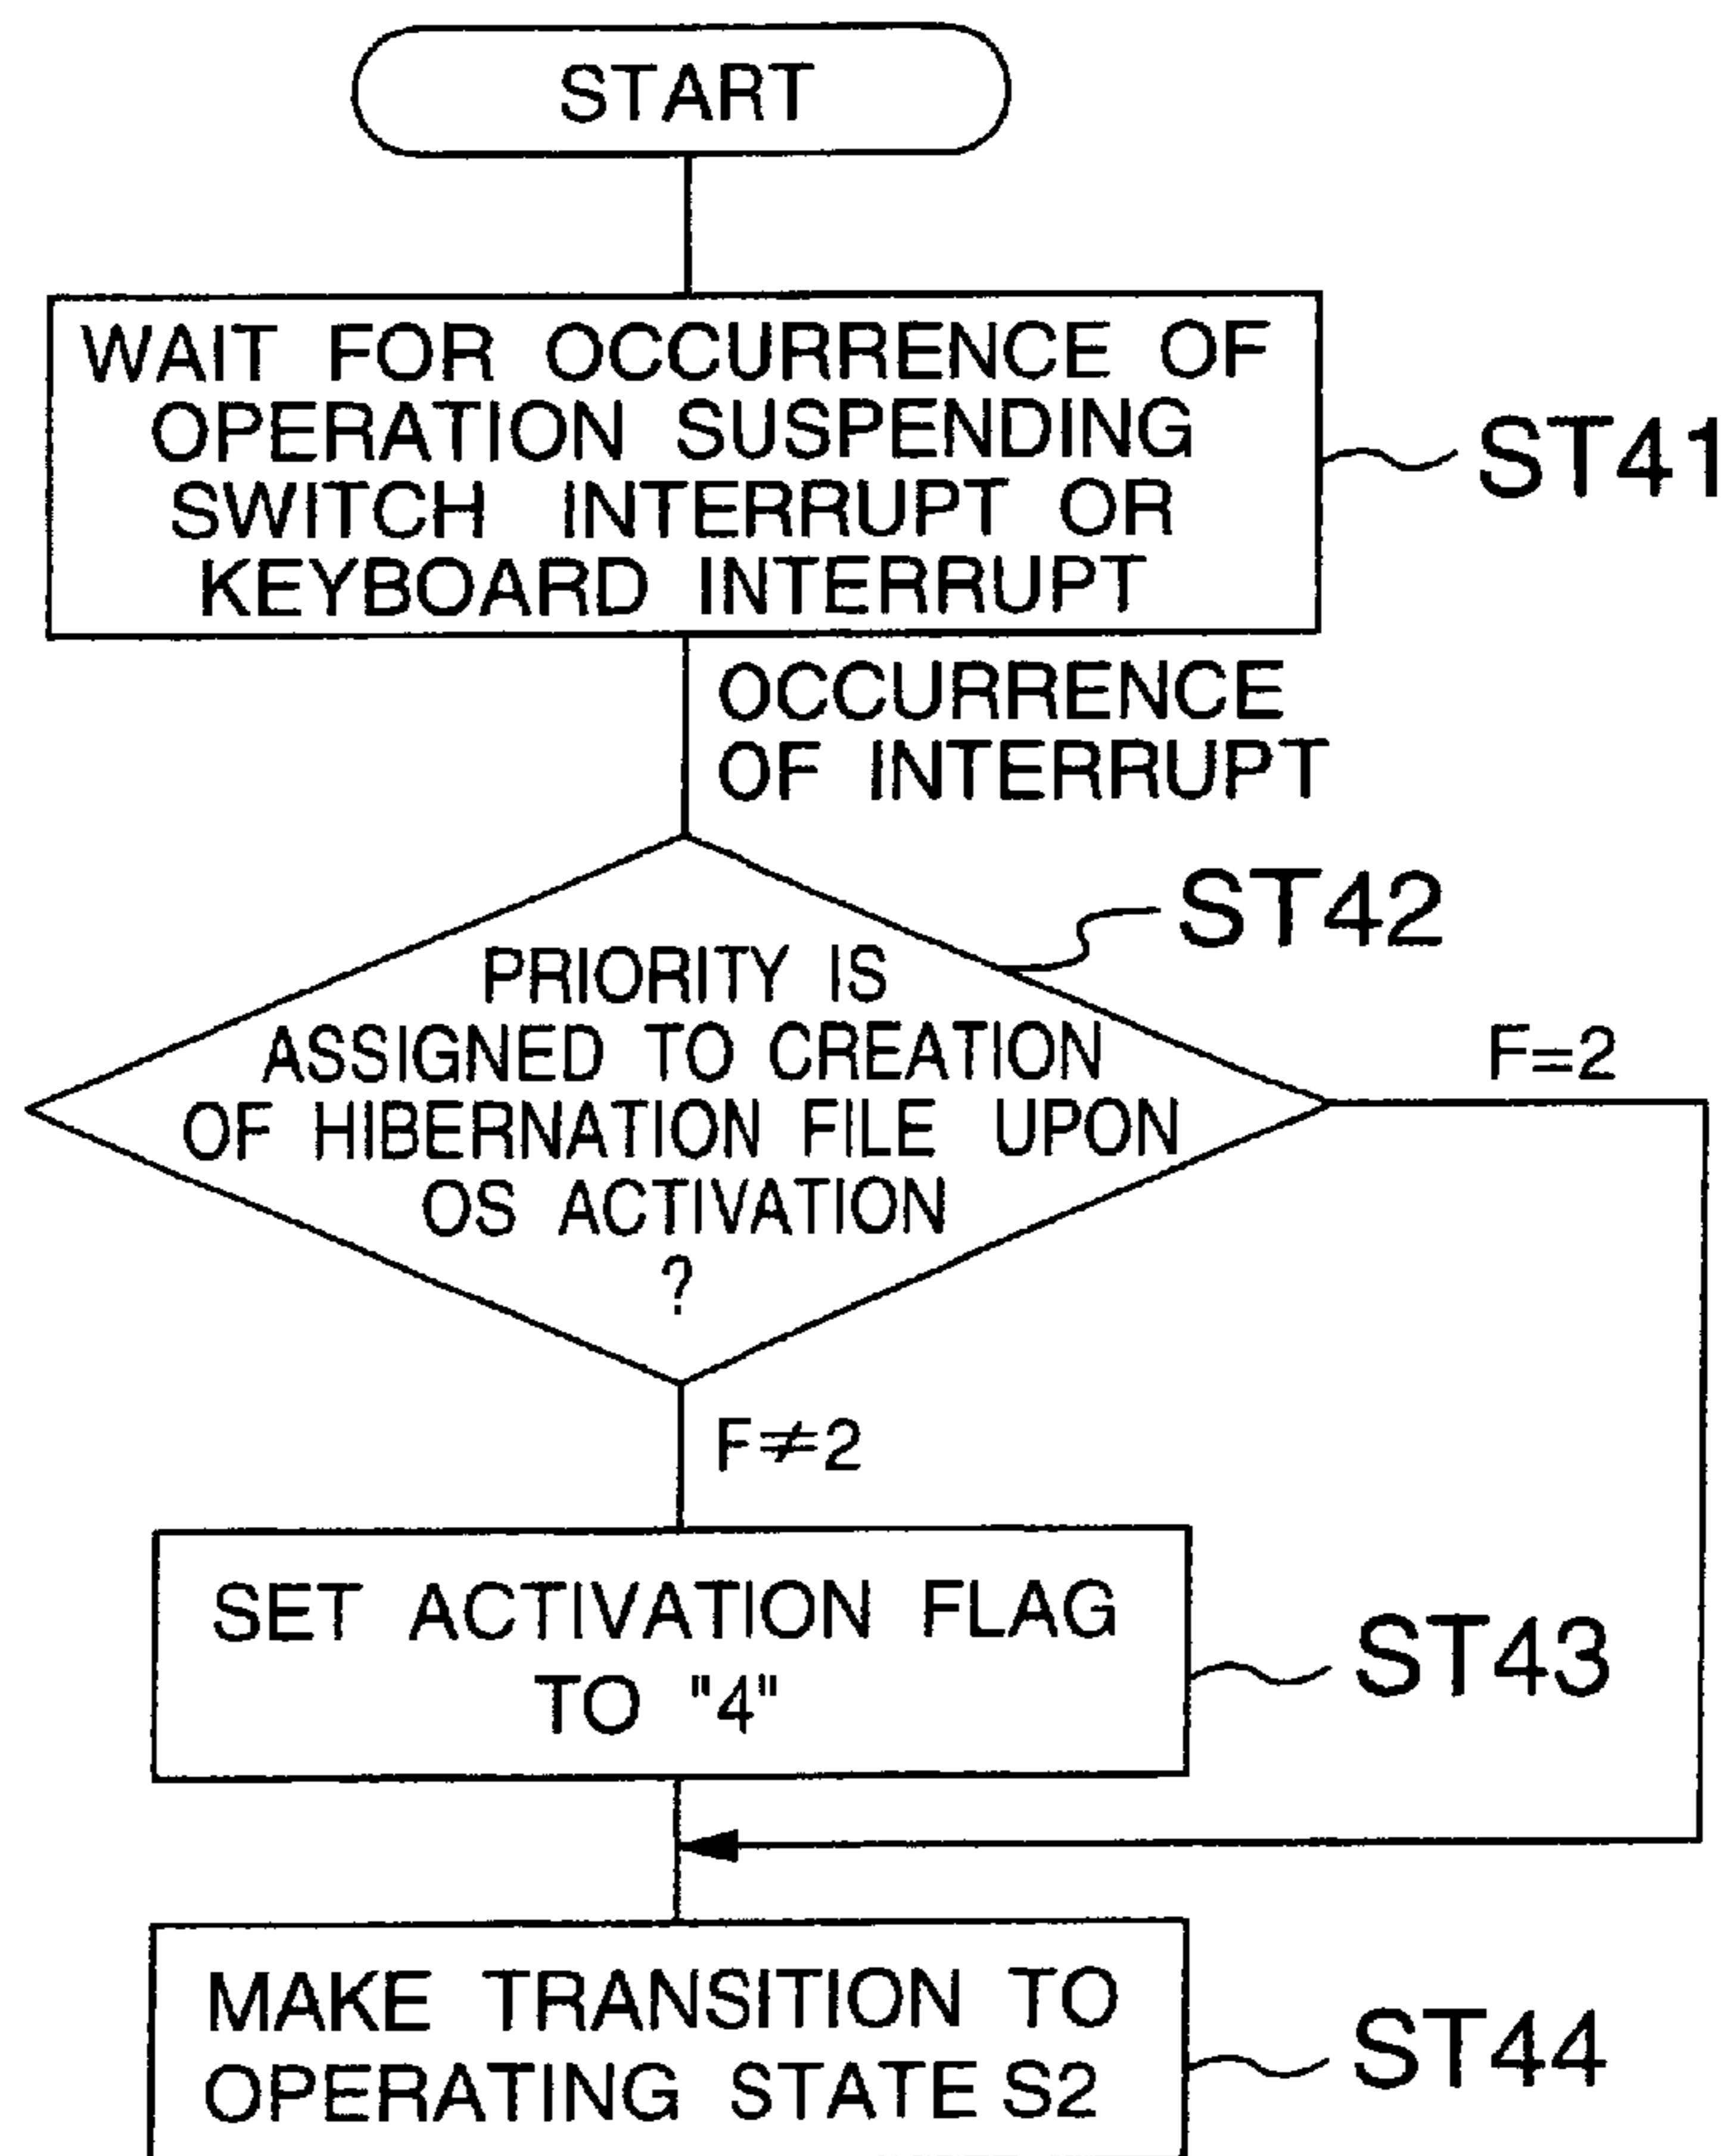 START
WAIT FOR OCCURRENCE OF
OPERATION SUSPENDING
SWITCH INTERRUPT OR
KEYBOARD INTERRUPT
ST41
OCCURRENCE
OF INTERRUPT
ST42
PRIORITY IS
ASSIGNED TO CREATION
OF HIBERNATION FILE UPON
OS ACTIVATION
?
F=2
F≠2
SET ACTIVATION FLAG
TO "4"
ST43
MAKE TRANSITION TO
OPERATING STATE S2
ST44